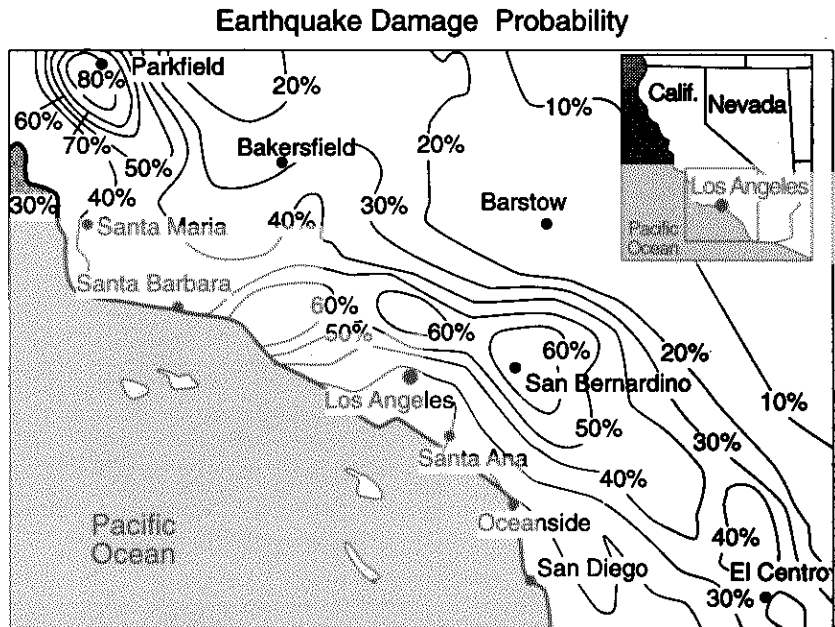 Earthquake Damage Probability
80%
Parkfield
20%
10%
Calif.
Nevada
60%
70%
50%
Bakersfield
20%
40%
30%
Santa Maria
40%
30%
Barstow
Los Angeles
Pacific
Ocean
Santa Barbara
60%
50%
60%
60%
20%
San Bernardino
Los Angeles
10%
50%
30%
Santa Ana
40%
Pacific
Ocean
Oceanside
40%
San Diego
El Centro
30%